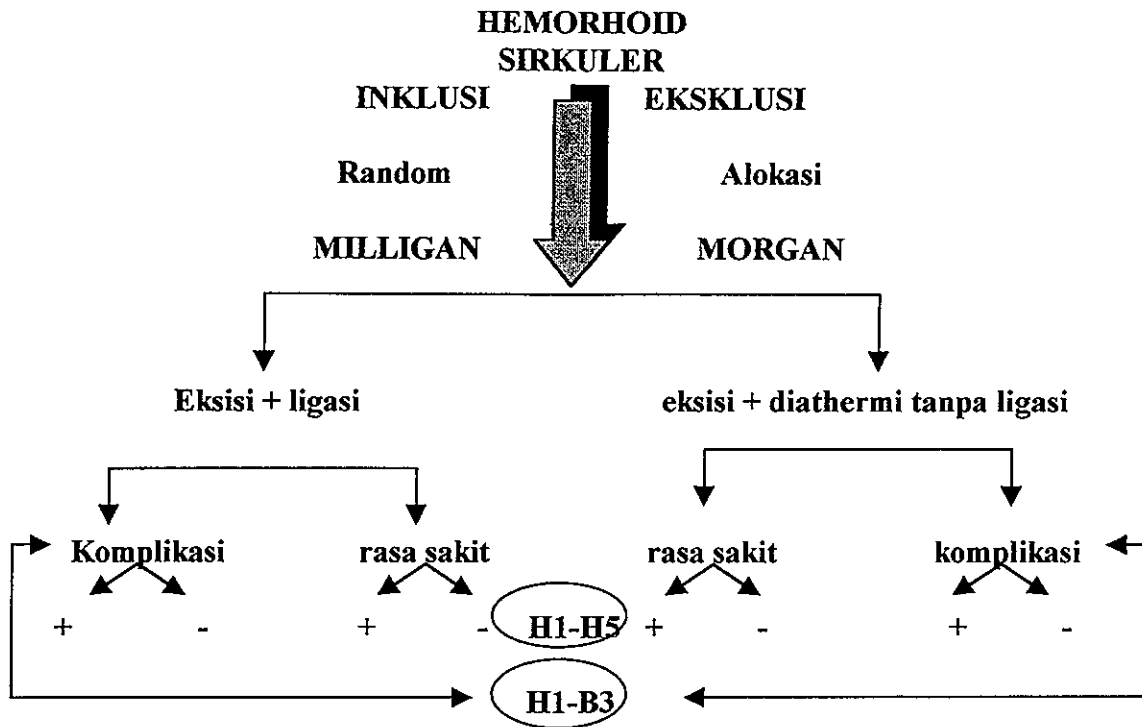 HEMORHOID
SIRKULER
INKLUSI EKSKLUSI
Random Alokasi
MILLIGAN MORGAN
Eksisi + ligasi eksisi + diathermi tanpa ligasi
Komplikasi rasa sakit rasa sakit komplikasi
+ - + - H1-H5 + - + -
H1-B3